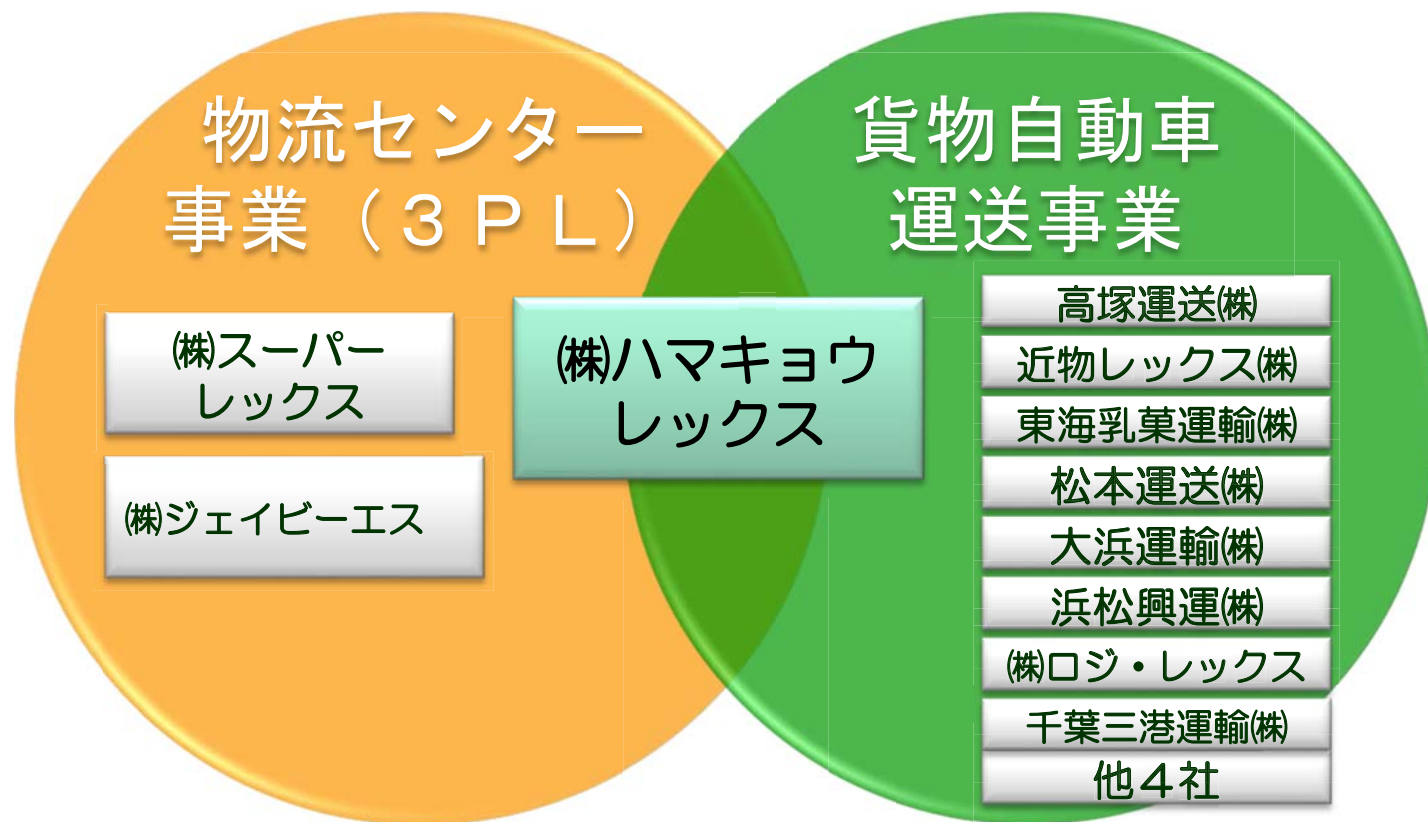 物流センター
事業（３ＰＬ）
㈱スーパー
レックス
㈱ジェイビーエス
㈱ハマキョウ
レックス
貨物自動車
運送事業
高塚運送㈱
近物レックス㈱
東海乳菓運輸㈱
松本運送㈱
大浜運輸㈱
浜松興運㈱
㈱ロジ・レックス
千葉三港運輸㈱
他４社